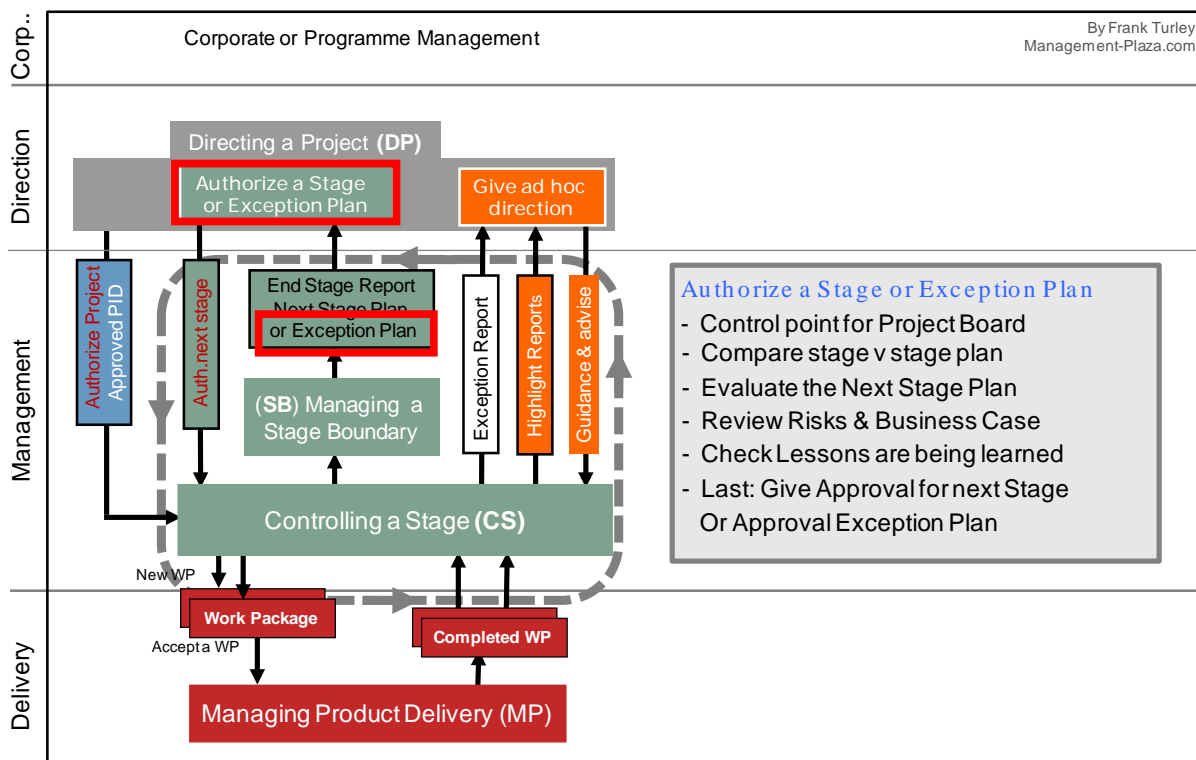 Corp..
Corporate or Programme Management
By Frank Turley
Management-Plaza.com
Direction
Directing a Project (DP)
Authorize a Stage
or Exception Plan
Give ad hoc
direction
Management
Authorize Project
Approved PID
Auth.next stage
End Stage Report
Next Stage Plan
or Exception Plan
Exception Report
Highlight Reports
Guidance & advise
(SB) Managing a
Stage Boundary
Controlling a Stage (CS)
Authorize a Stage or Exception Plan
- Control point for Project Board
- Compare stage v stage plan
- Evaluate the Next Stage Plan
- Review Risks & Business Case
- Check Lessons are being learned
- Last: Give Approval for next Stage
Or Approval Exception Plan
Delivery
New WP
Work Package
Accept a WP
Completed WP
Managing Product Delivery (MP)